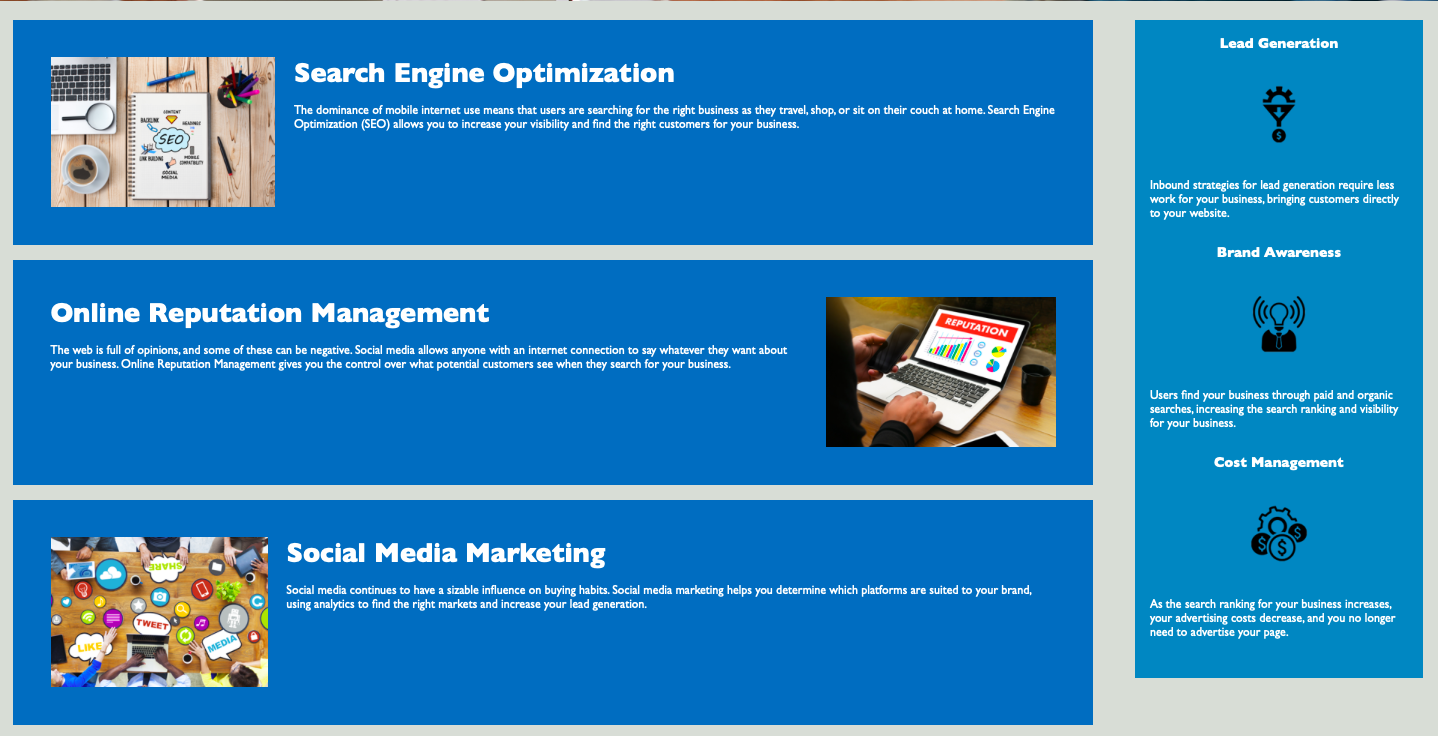 Search Engine Optimization
The dominance of mobile internet use means that users are searching for the right business as they travel, shop, or sit on their couch at home. Search Engine
Optimization (SEO) allows you to increase your visibility and find the right customers for your business.
CONTENT
BACKLINK
HEADINGS
SEO
LINK BUILDING
MOBILE
COMPATIBILITY
SOCIAL
MEDIA
Online Reputation Management
The web is full of opinions, and some of these can be negative. Social media allows anyone with an internet connection to say whatever they want about
your business. Online Reputation Management gives you the control over what potential customers see when they search for your business.
REPUTATION
Social Media Marketing
Social media continues to have a sizable influence on buying habits. Social media marketing helps you determine which platforms are suited to your brand,
using analytics to find the right markets and increase your lead generation.
SHARE
TWEET
LIKE
MEDIA
Lead Generation
$
Inbound strategies for lead generation require less
work for your business, bringing customers directly
to your website.
Brand Awareness
Users find your business through paid and organic
searches, increasing the search ranking and visibility
for your business.
Cost Management
$ $ $
As the search ranking for your business increases,
your advertising costs decrease, and you no longer
need to advertise your page.